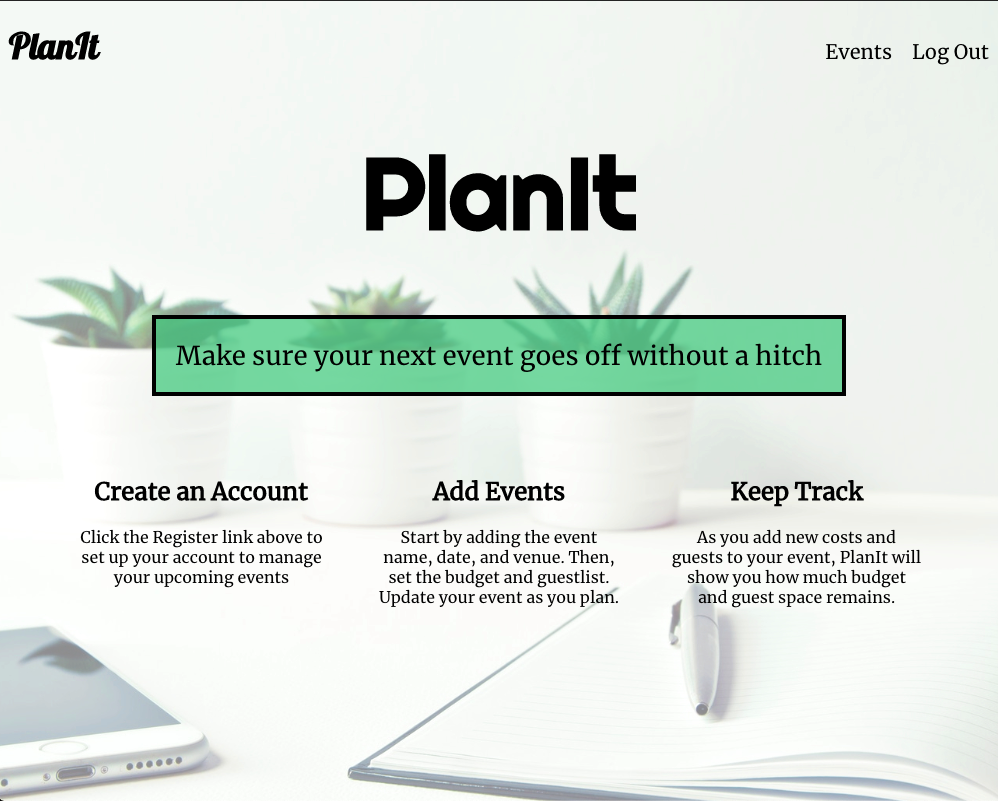 PlanIt
Events Log Out
PlanIt
Make sure your next event goes off without a hitch
Create an Account
Click the Register link above to
set up your account to manage
your upcoming events
Add Events
Start by adding the event
name, date, and venue. Then,
set the budget and guestlist.
Update your event as you plan.
Keep Track
As you add new costs and
guests to your event, PlanIt will
show you how much budget
and guest space remains.